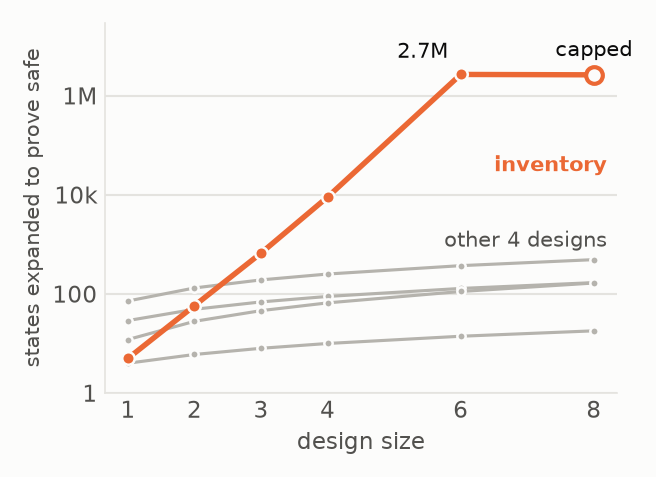 states expanded to prove safe
2.7M
capped
1M
inventory
10k
other 4 designs
100
1
1 2 3 4 6 8
design size